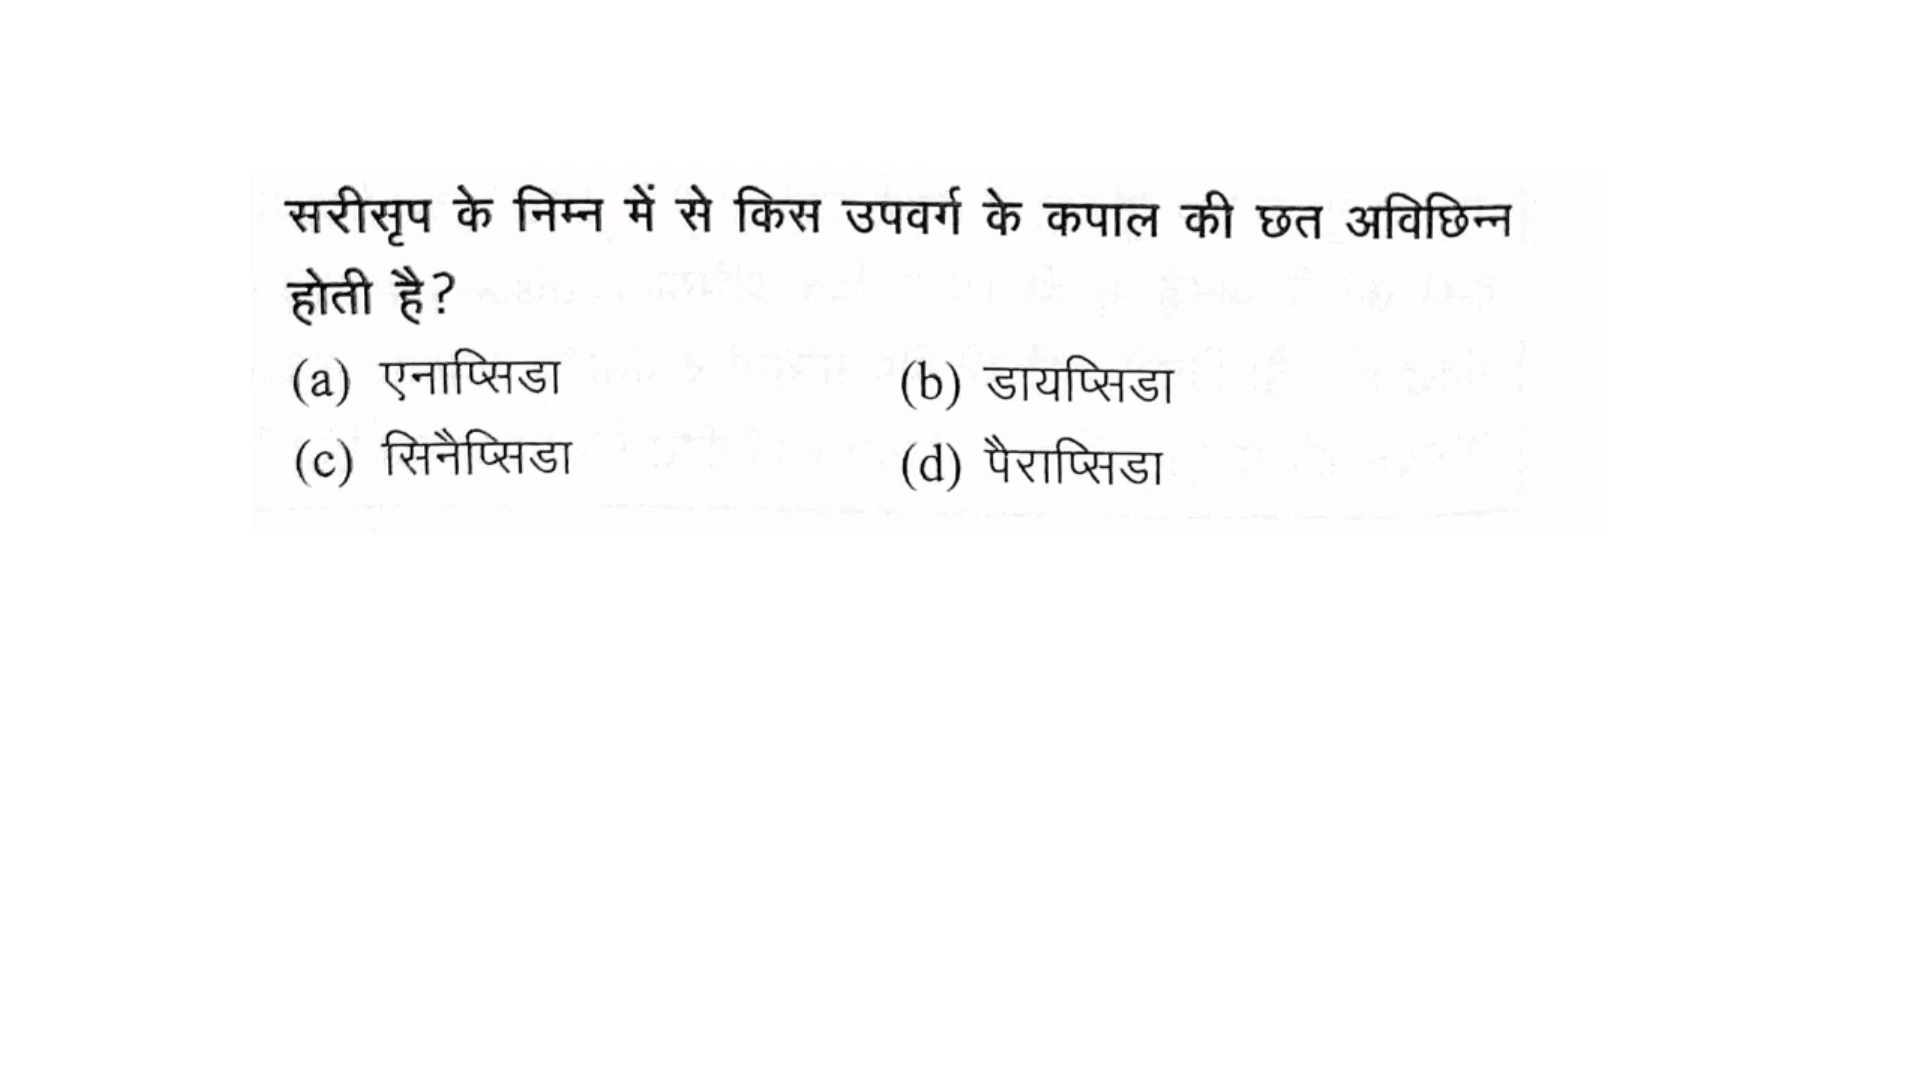 सरीसृप के निम्न में से किस उपवर्ग के कपाल की छत अविछिन्न
होती है?
(a) एनाप्सिडा (b) डायप्सिडा
(c) सिनैप्सिडा (d) पैराप्सिडा